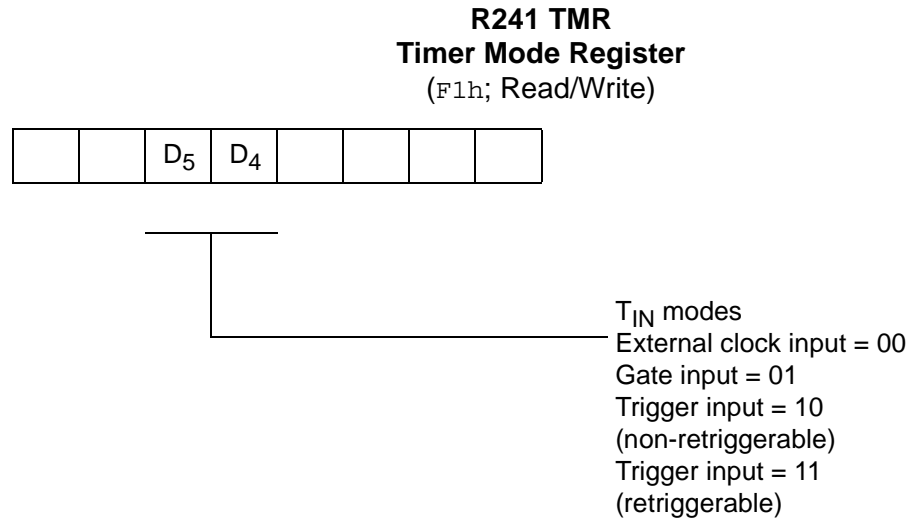 R241 TMR
Timer Mode Register
(F1h; Read/Write)
D5 D4
TIN modes
External clock input = 00
Gate input = 01
Trigger input = 10
(non-retriggerable)
Trigger input = 11
(retriggerable)